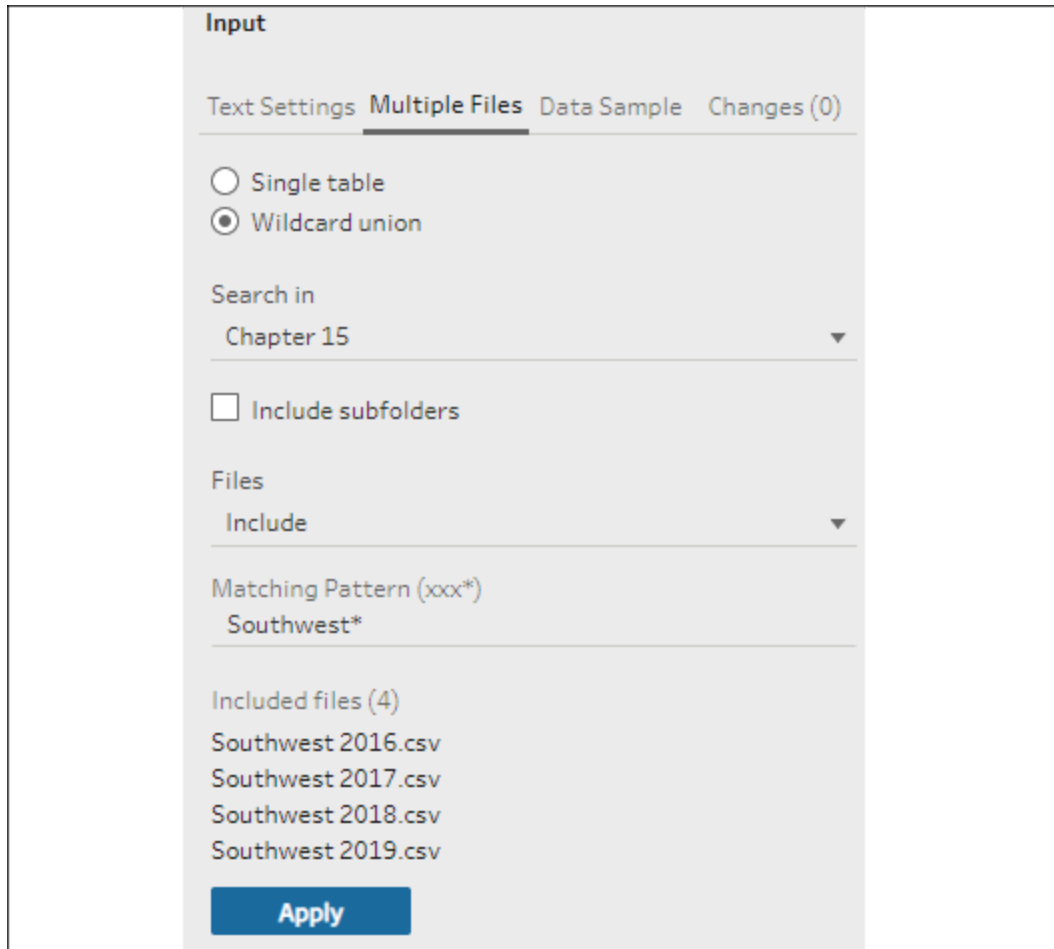 Input
Text Settings Multiple Files Data Sample Changes (0)
Single table
Wildcard union
Search in
Chapter 15
Include subfolders
Files
Include
Matching Pattern (xxx*)
Southwest*
Included files (4)
Southwest 2016.csv
Southwest 2017.csv
Southwest 2018.csv
Southwest 2019.csv
Apply